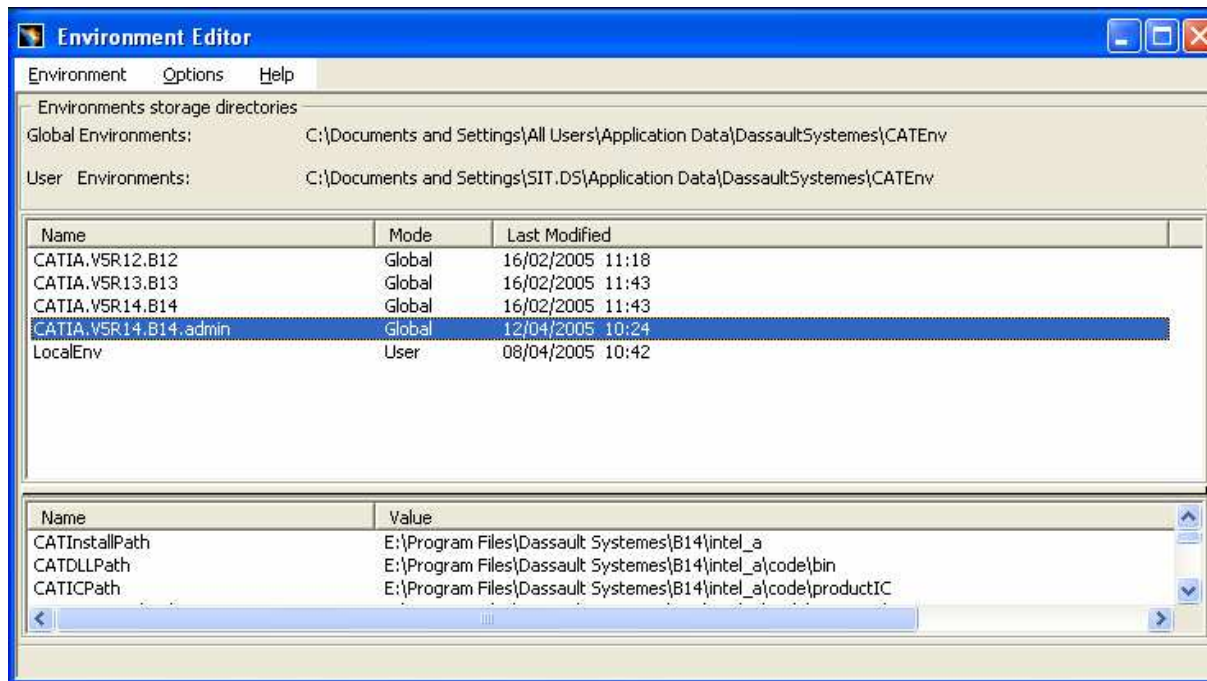 Environment Editor
Environment Options Help
Environments storage directories
Global Environments: C:\Documents and Settings\All Users\Application Data\DassaultSystemes\CATEnv
User Environments: C:\Documents and Settings\SIT.DS\Application Data\DassaultSystemes\CATEnv
Name Mode Last Modified
CATIA.V5R12.B12 Global 16/02/2005 11:18
CATIA.V5R13.B13 Global 16/02/2005 11:43
CATIA.V5R14.B14 Global 16/02/2005 11:43
CATIA.V5R14.B14.admin Global 12/04/2005 10:24
LocalEnv User 08/04/2005 10:42
Name Value
CATInstallPath E:\Program Files\Dassault Systemes\B14\intel_a
CATDLLPath E:\Program Files\Dassault Systemes\B14\intel_a\code\bin
CATICPath E:\Program Files\Dassault Systemes\B14\intel_a\code\productIC